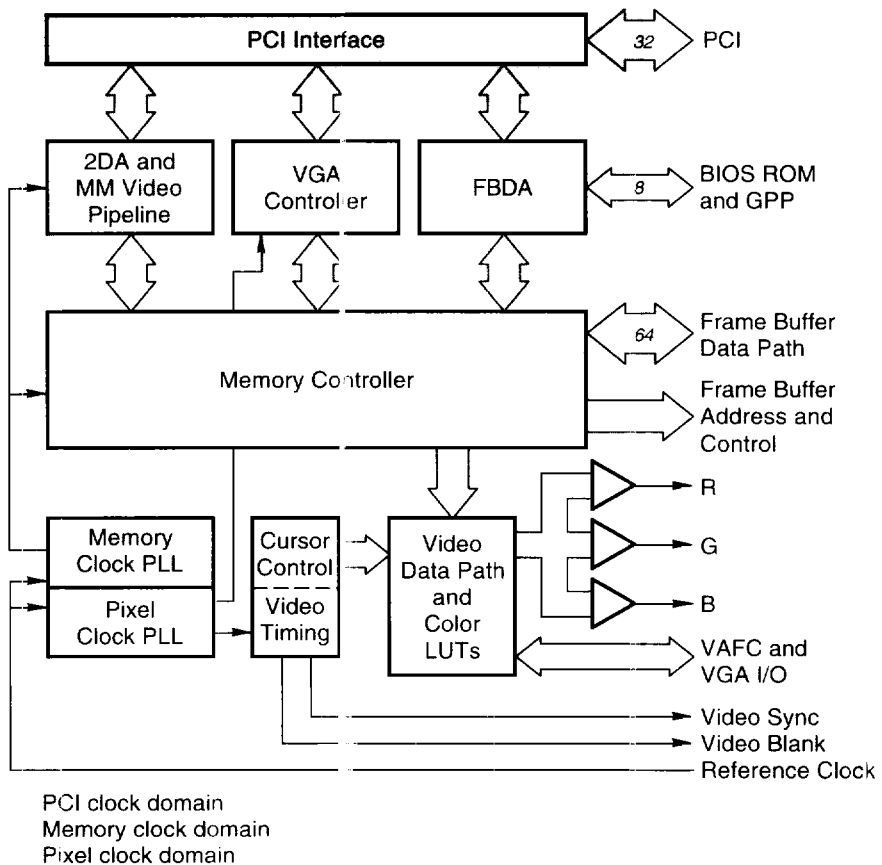 PCI Interface
32
PCI
2DA and
MM Video
Pipeline
VGA
Controller
FBDA
8
BIOS ROM
and GPP
Memory Controller
64
Frame Buffer
Data Path
Frame Buffer
Address and
Control
Memory
Clock PLL
Pixel
Clock PLL
Cursor
Control
Video
Timing
Video
Data Path
and
Color
LUTs
R
G
B
VAFC and
VGA I/O
Video Sync
Video Blank
Reference Clock
PCI clock domain
Memory clock domain
Pixel clock domain